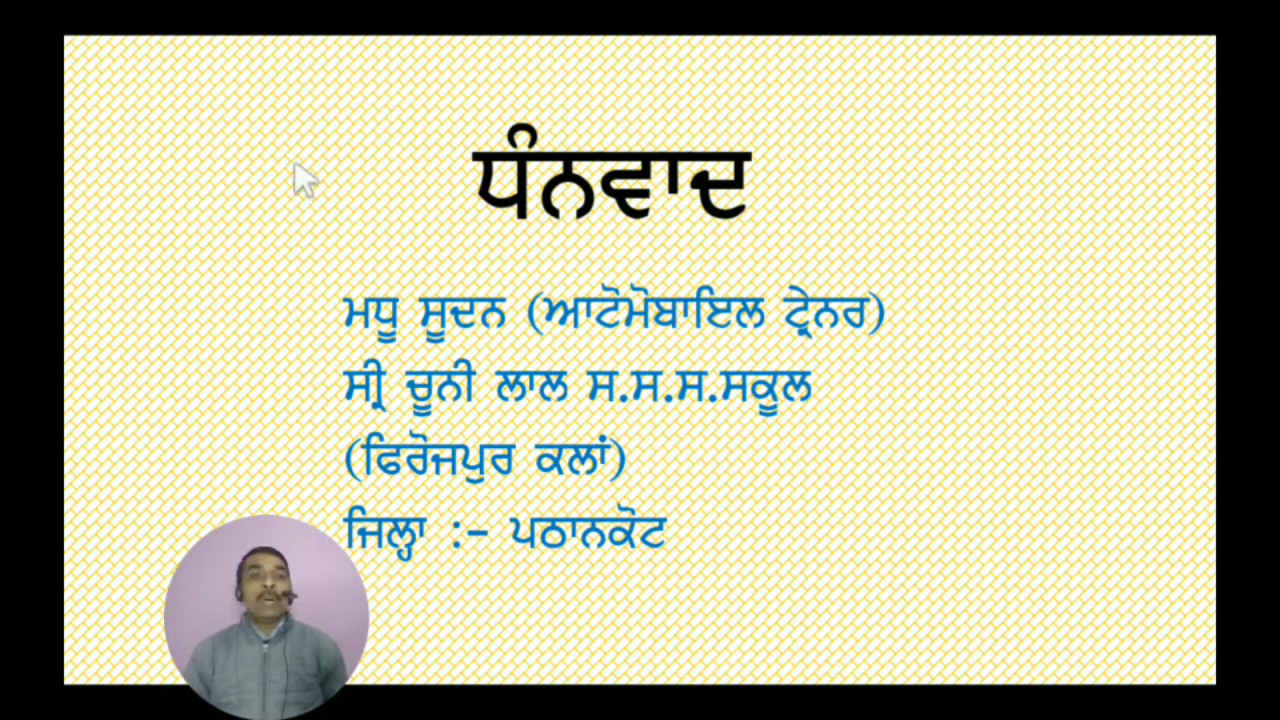 ਧੰਨਵਾਦ
ਮਧੂ ਸੂਦਨ (ਆਟੋਮੋਬਾਇਲ ਟ੍ਰੇਨਰ)
ਸ੍ਰੀ ਚੂਨੀ ਲਾਲ ਸ.ਸ.ਸ.ਸਕੂਲ
(ਫਿਰੋਜਪੁਰ ਕਲਾਂ)
ਜਿਲ੍ਹਾ :- ਪਠਾਨਕੋਟ